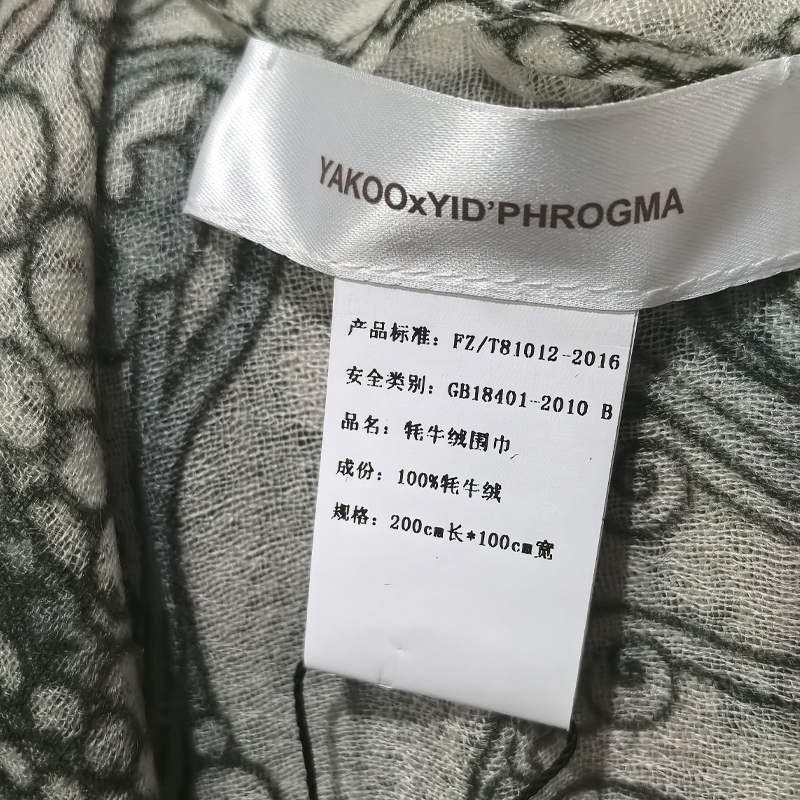 YAKOOxYID'PHROGMA
产品标准：FZ/T81012-2016
安全类别：GB18401-2010 B
品名：牦牛绒围巾
成份：100%牦牛绒
规格：200cm长*100cm宽